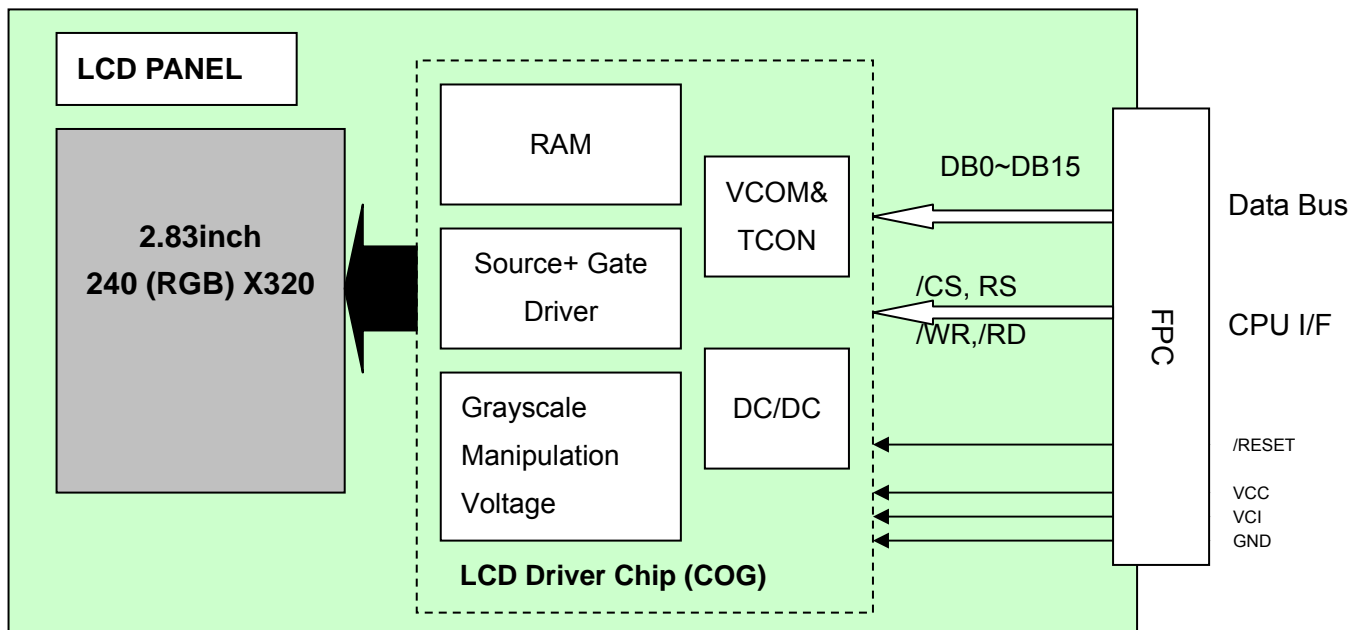 LCD PANEL
2.83inch
240 (RGB) X320
RAM
Source+ Gate
Driver
Grayscale
Manipulation
Voltage
VCOM&
TCON
DC/DC
LCD Driver Chip (COG)
DB0~DB15
/CS, RS
/WR,/RD
FPC
Data Bus
CPU I/F
/RESET
VCC
VCI
GND